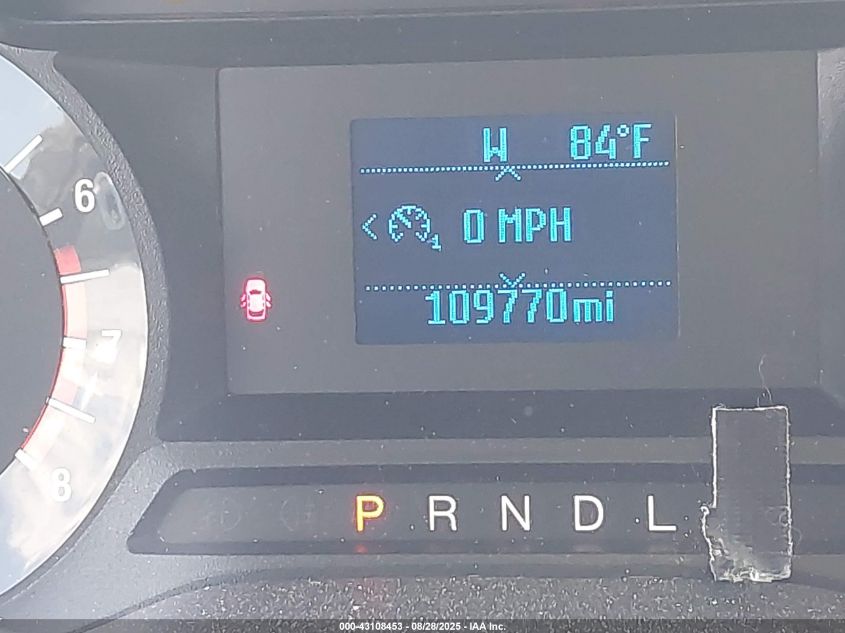 W 84°F
6
< 0 MPH
109770mi
7
8
P R N D L
000-43108453 - 08/28/2025 - IAA Inc.